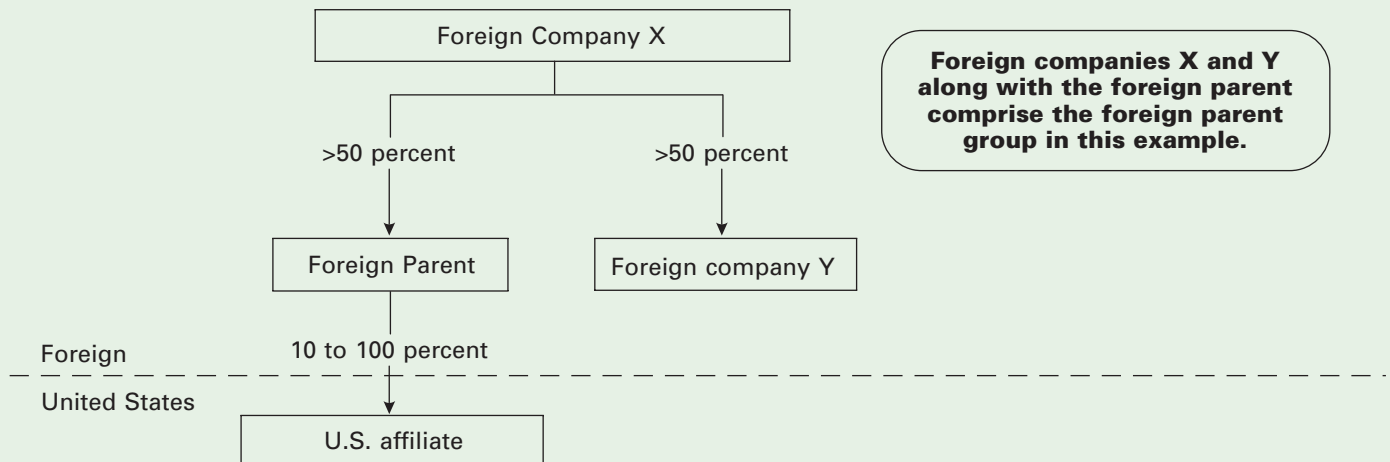 Foreign Company X
Foreign companies X and Y
along with the foreign parent
comprise the foreign parent
group in this example.
>50 percent
>50 percent
Foreign Parent
Foreign company Y
Foreign
10 to 100 percent
United States
U.S. affiliate